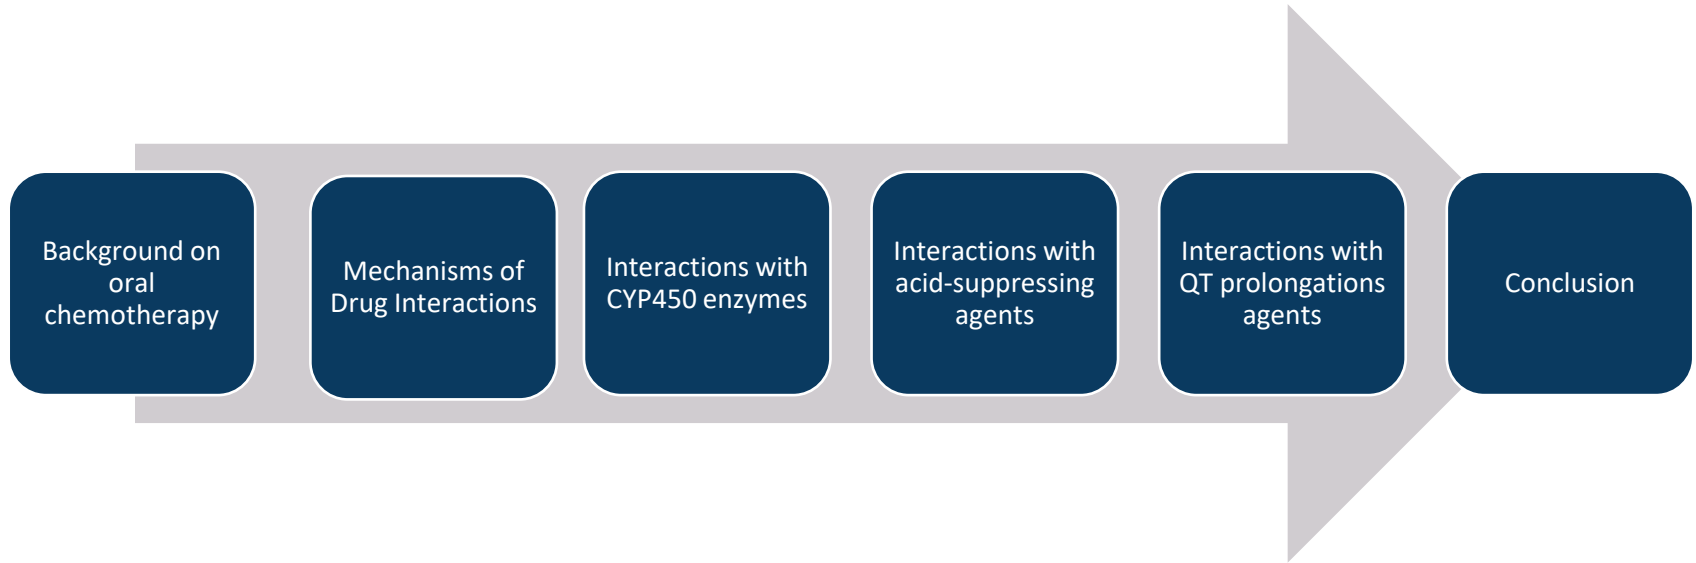 Background on
oral
chemotherapy
Mechanisms of
Drug Interactions
Interactions with
CYP450 enzymes
Interactions with
acid-suppressing
agents
Interactions with
QT prolongations
agents
Conclusion